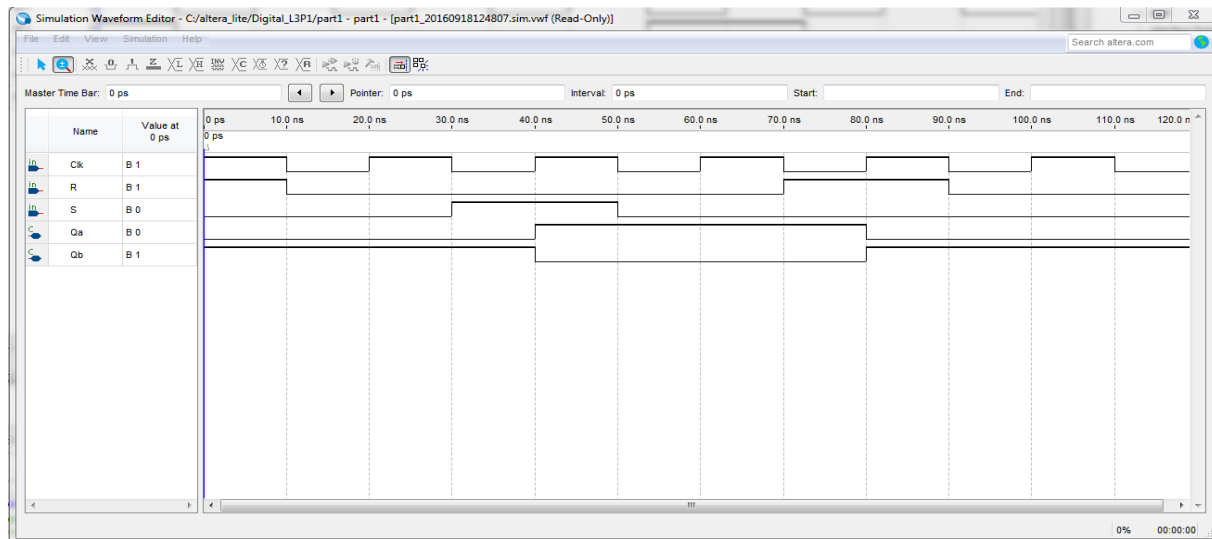 Simulation Waveform Editor - C:/altera_lite/Digital_L3P1/part1 - part1 - [part1_20160918124807.sim.vwf (Read-Only)]
File Edit View Simulation Help
Search altera.com
Master Time Bar: 0 ps Pointer: 0 ps Interval: 0 ps Start: End:
Name Value at 0 ps
0 ps 10.0 ns 20.0 ns 30.0 ns 40.0 ns 50.0 ns 60.0 ns 70.0 ns 80.0 ns 90.0 ns 100.0 ns 110.0 ns 120.0 n
0 ps
Clk B 1
R B 1
S B 0
Qa B 0
Qb B 1
0% 00:00:00